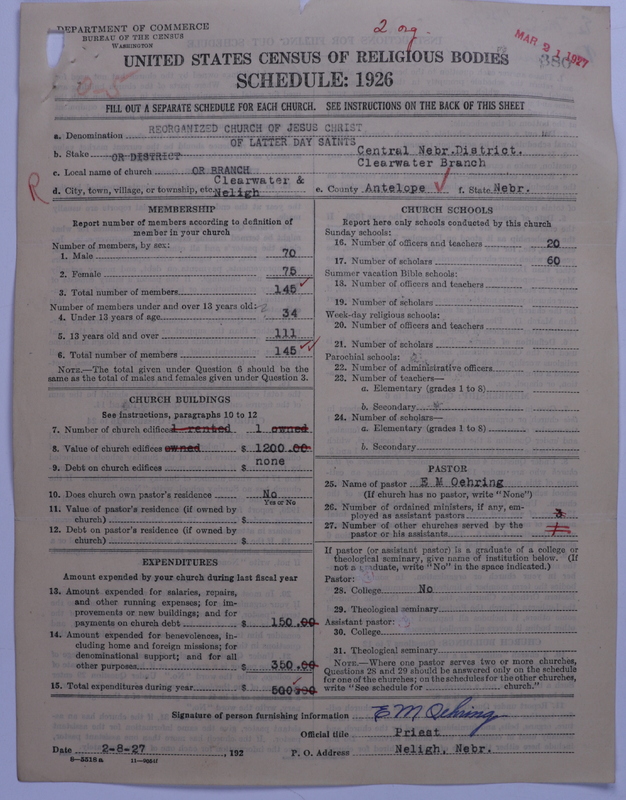 DEPARTMENT OF COMMERCE
BUREAU OF THE CENSUS
WASHINGTON
2 org.
MAR 21 1927
UNITED STATES CENSUS OF RELIGIOUS BODIES
SCHEDULE: 1926
FILL OUT A SEPARATE SCHEDULE FOR EACH CHURCH. SEE INSTRUCTIONS ON THE BACK OF THIS SHEET
a. Denomination REORGANIZED CHURCH OF JESUS CHRIST
OF LATTER DAY SAINTS
b. Stake OR DISTRICT Central Nebr.District.
c. Local name of church OR BRANCH Clearwater Branch
d. City, town, village, or township, etc. Clearwater & Neligh e. County Antelope f. State Nebr.
R
MEMBERSHIP
Report number of members according to definition of
member in your church
Number of members, by sex:
1. Male 70
2. Female 75
3. Total number of members 145
Number of members under and over 13 years old:
4. Under 13 years of age 34
5. 13 years old and over 111
6. Total number of members 145
NOTE.—The total given under Question 6 should be the
same as the total of males and females given under Question 3.
CHURCH BUILDINGS
See instructions, paragraphs 10 to 12
7. Number of church edifices 1 rented 1 owned
8. Value of church edifices owned $ 1200.00
9. Debt on church edifices $ none
10. Does church own pastor's residence No
Yes or No
11. Value of pastor's residence (if owned by
church) $
12. Debt on pastor's residence (if owned by
church) $
EXPENDITURES
Amount expended by your church during last fiscal year
13. Amount expended for salaries, repairs,
and other running expenses; for im-
provements or new buildings; and for
payments on church debt $ 150.00
14. Amount expended for benevolences, in-
cluding home and foreign missions; for
denominational support; and for all
other purposes $ 350.00
15. Total expenditures during year $ 500.00
CHURCH SCHOOLS
Report here only schools conducted by this church
Sunday schools:
16. Number of officers and teachers 20
17. Number of scholars 60
Summer vacation Bible schools:
18. Number of officers and teachers
19. Number of scholars
Week-day religious schools:
20. Number of officers and teachers
21. Number of scholars
Parochial schools:
22. Number of administrative officers
23. Number of teachers—
a. Elementary (grades 1 to 8)
b. Secondary
24. Number of scholars—
a. Elementary (grades 1 to 8)
b. Secondary
PASTOR
25. Name of pastor E M Oehring
(If church has no pastor, write "None")
26. Number of ordained ministers, if any, em-
ployed as assistant pastors
27. Number of other churches served by the
pastor or his assistants
If pastor (or assistant pastor) is a graduate of a college or
theological seminary, give name of institution below. (If
not a graduate, write "No" in the space indicated.)
Pastor:
28. College No
29. Theological seminary
Assistant pastor:
30. College
31. Theological seminary
NOTE.—Where one pastor serves two or more churches,
Questions 28 and 29 should be answered only on the schedule
for one of the churches; on the schedules for the other churches,
write "See schedule for church."
Signature of person furnishing information E M Oehring
Official title Priest
Date 2-8-27, 192 P. O. Address Neligh, Nebr.
8-5518a